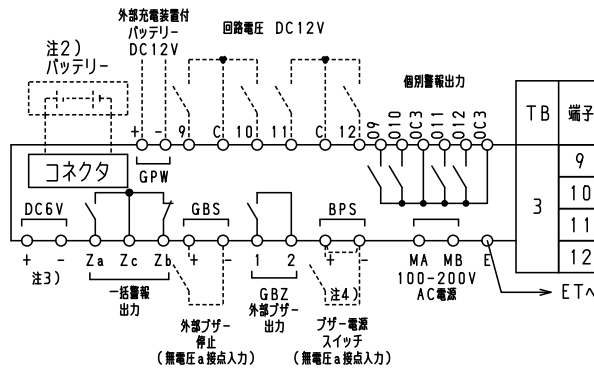 外部充電装置付
バッテリー
DC12V
回路電圧 DC12V
注2)
バッテリー
個別警報出力
+ - 9 C 10 11 C 12 O9 O10 OC3 O11 O12 OC3
TB 端子
コネクタ
GPW
3
9
10
11
12
DC6V GBS BPS
+ - Za Zc Zb + - 1 2 + - MA MB E
注3)
一括警報
出力
GBZ
外部ブザー
出力
注4)
100-200V
AC電源
ETへ
外部ブザー
停止
(無電圧a接点入力)
ブザー電源
スイッチ
(無電圧a接点入力)